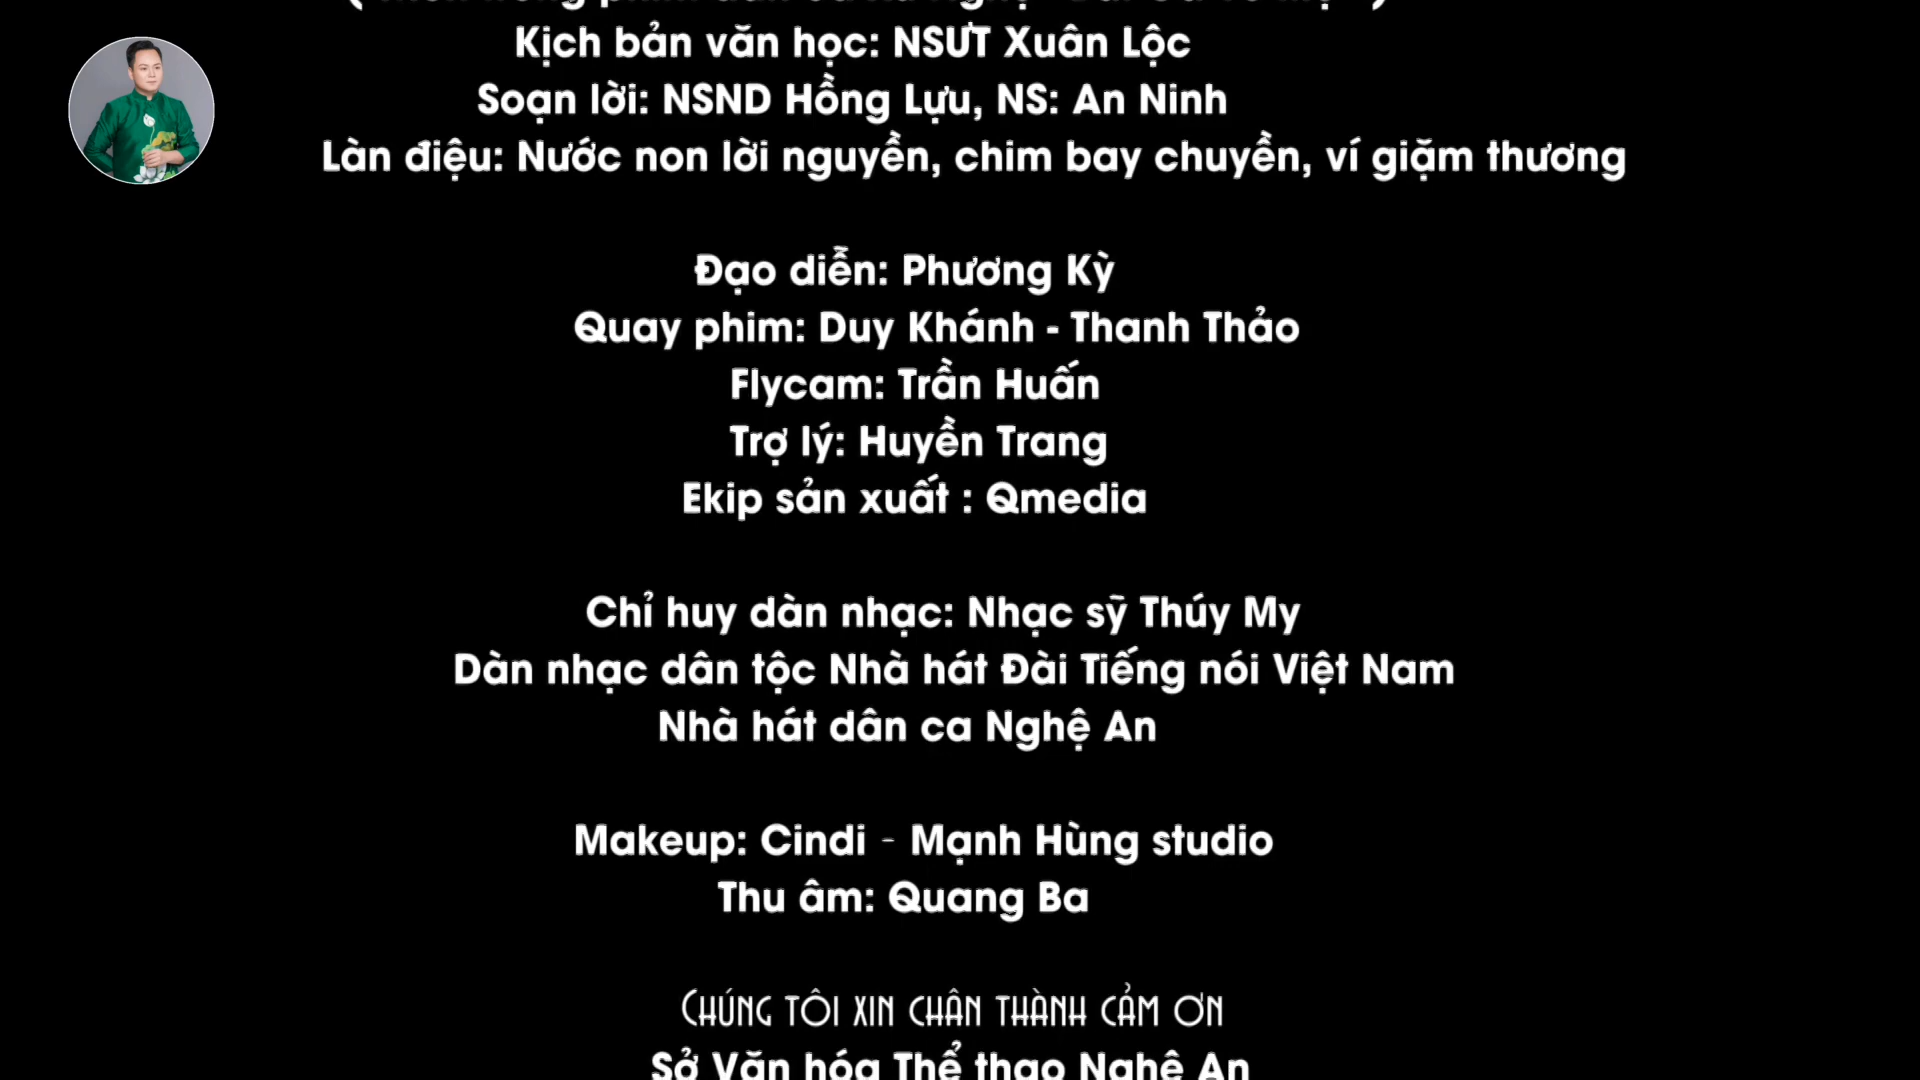 Kịch bản văn học: NSƯT Xuân Lộc
Soạn lời: NSND Hồng Lựu, NS: An Ninh
Làn điệu: Nước non lời nguyền, chim bay chuyền, ví giặm thương
Đạo diễn: Phương Kỳ
Quay phim: Duy Khánh - Thanh Thảo
Flycam: Trần Huấn
Trợ lý: Huyền Trang
Ekip sản xuất : Qmedia
Chỉ huy dàn nhạc: Nhạc sỹ Thúy My
Dàn nhạc dân tộc Nhà hát Đài Tiếng nói Việt Nam
Nhà hát dân ca Nghệ An
Makeup: Cindi - Mạnh Hùng studio
Thu âm: Quang Ba
Chúng tôi xin chân thành cảm ơn
Sở Văn hóa Thể thao Nghệ An